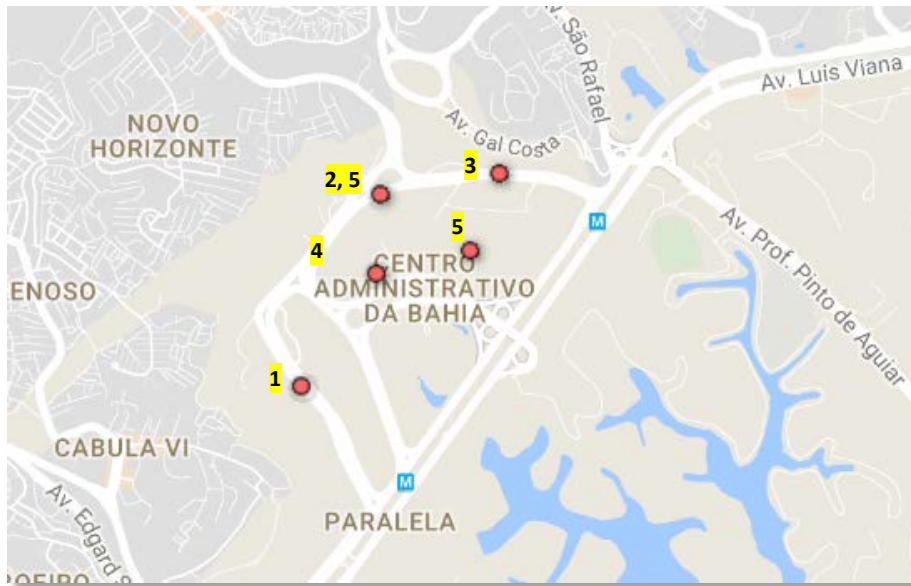 Av. São Rafael
Av. Luis Viana
NOVO
HORIZONTE
Av. Gal Costa
3
2, 5
5
4
Av. Prof. Pinto de Aguiar
CENTRO
ADMINISTRATIVO
DA BAHIA
ENOSO
1
CABULA VI
M
M
Av. Edgard S
PARALELA